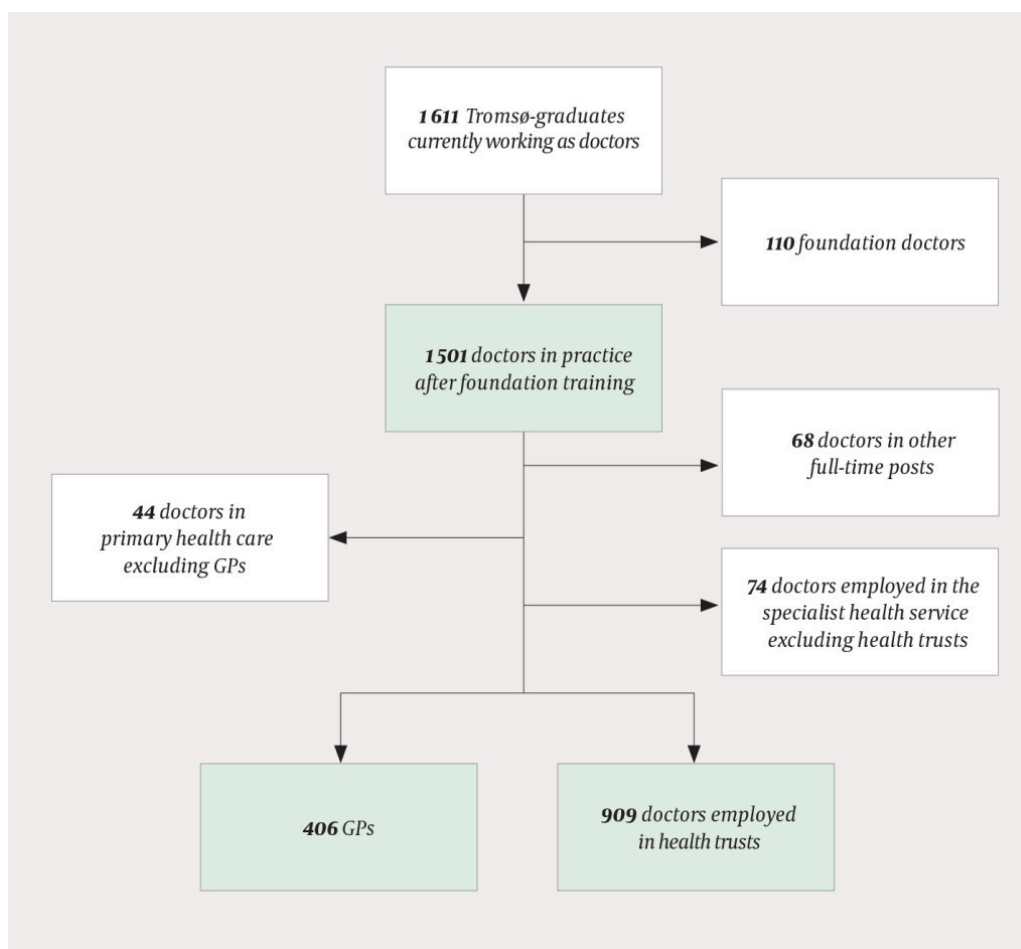 1 611 Tromsø-graduates
currently working as doctors
110 foundation doctors
1 501 doctors in practice
after foundation training
68 doctors in other
full-time posts
44 doctors in
primary health care
excluding GPs
74 doctors employed in the
specialist health service
excluding health trusts
406 GPs
909 doctors employed
in health trusts